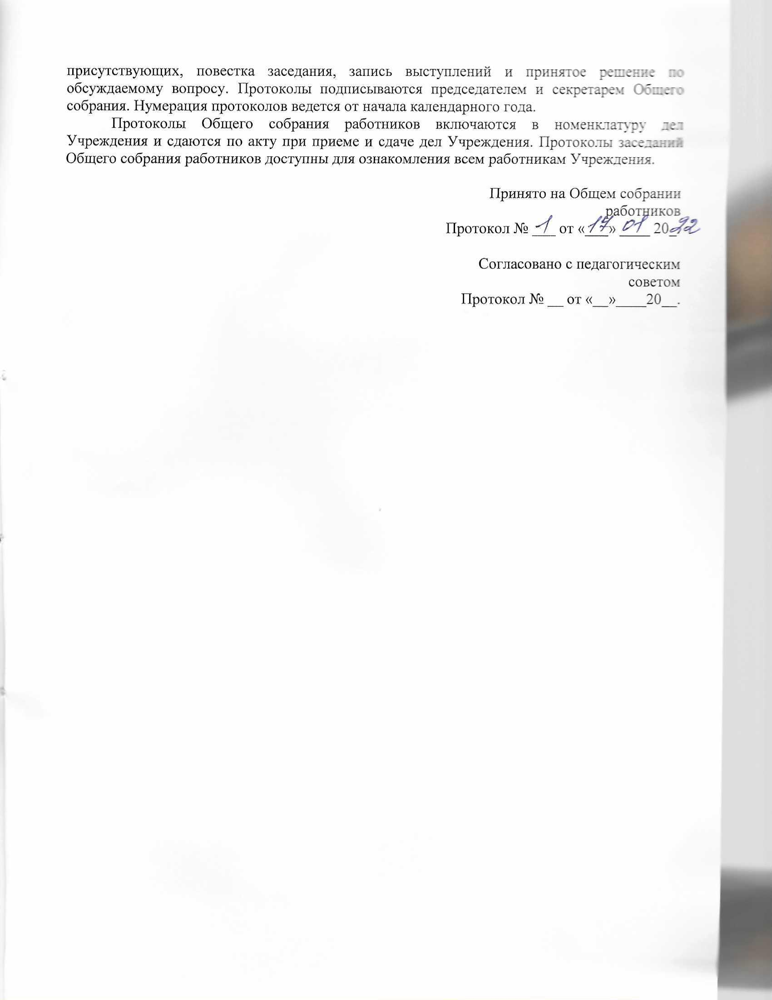 присутствующих, повестка заседания, запись выступлений и принятое решение по
обсуждаемому вопросу. Протоколы подписываются председателем и секретарем Общего
собрания. Нумерация протоколов ведется от начала календарного года.
Протоколы Общего собрания работников включаются в номенклатуру дел
Учреждения и сдаются по акту при приеме и сдаче дел Учреждения. Протоколы заседаний
Общего собрания работников доступны для ознакомления всем работникам Учреждения.
Принято на Общем собрании
работников
Протокол № 1 от «17» 01 2022
Согласовано с педагогическим
советом
Протокол № __ от «__»____20__.